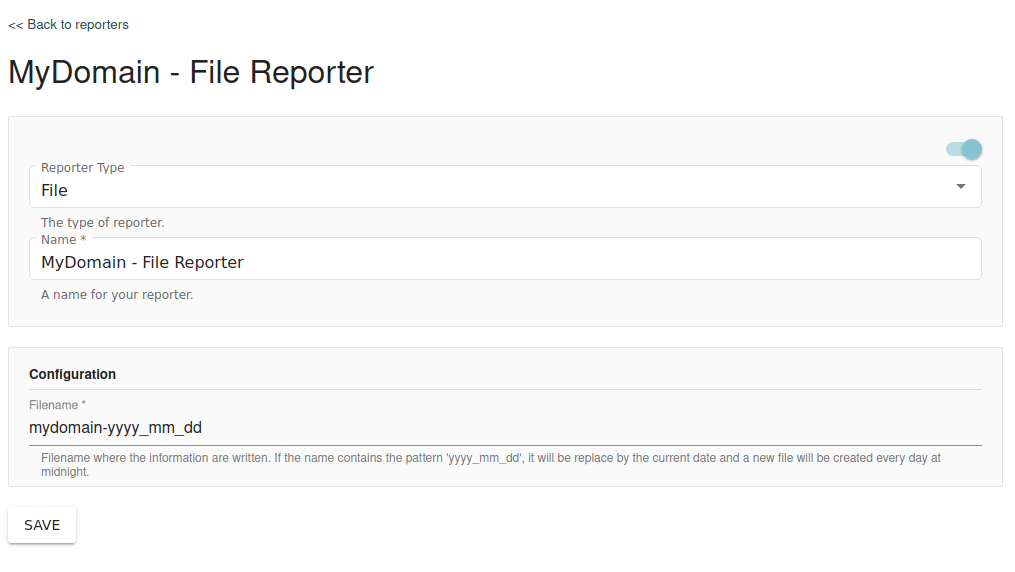 << Back to reporters
MyDomain - File Reporter
Reporter Type
File
The type of reporter.
Name *
MyDomain - File Reporter
A name for your reporter.
Configuration
Filename *
mydomain-yyyy_mm_dd
Filename where the information are written. If the name contains the pattern 'yyyy_mm_dd', it will be replace by the current date and a new file will be created every day at
midnight.
SAVE